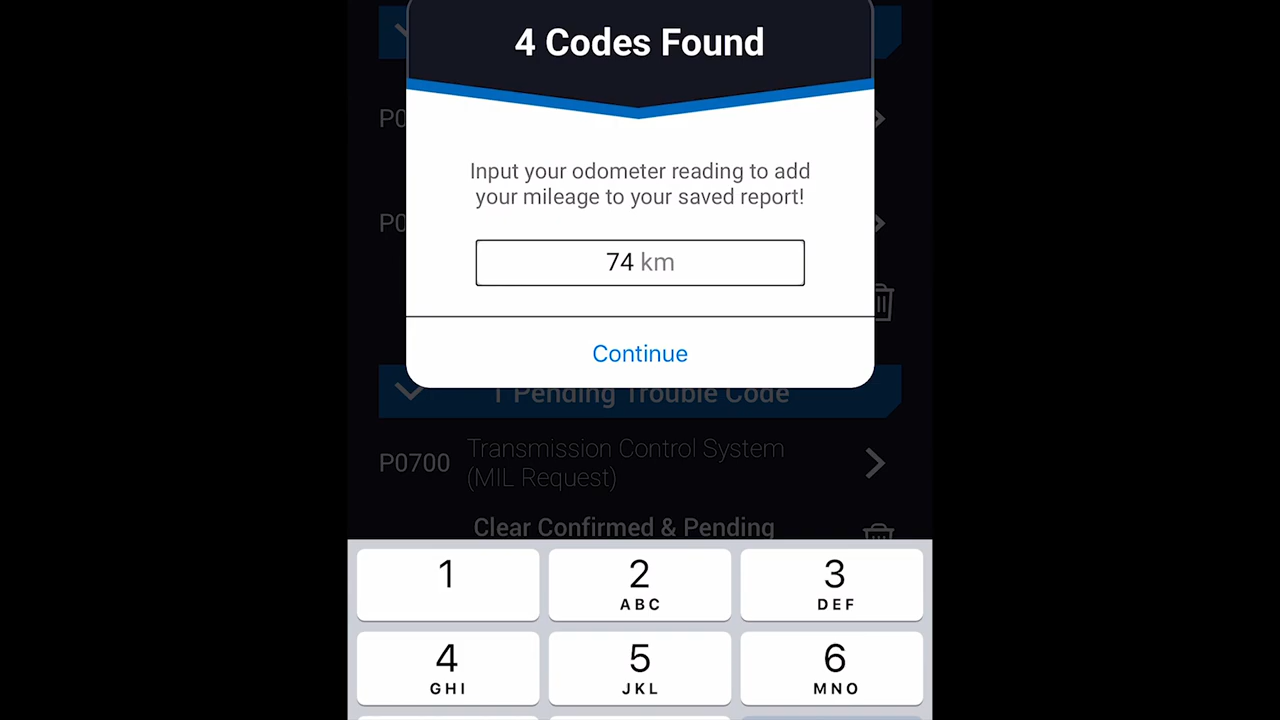 4 Codes Found
P0
Input your odometer reading to add
your mileage to your saved report!
P0
74 km
Continue
1 Pending Trouble Code
P0700
Transmission Control System
(MIL Request)
Clear Confirmed & Pending
1
2
3
ABC
DEF
4
5
6
GHI
JKL
MNO